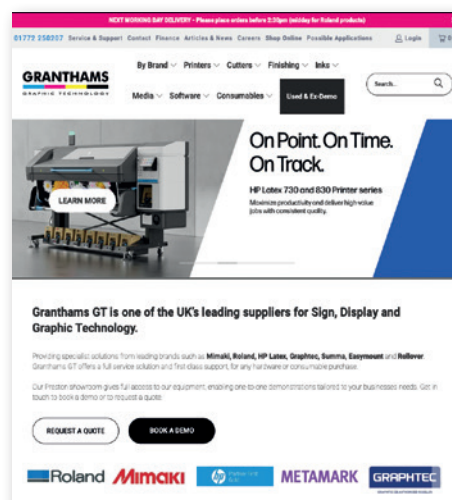 NEXT WORKING DAY DELIVERY - Please place orders before 2:30pm (midday for Roland products)
01772 250207 Service & Support Contact Finance Articles & News Careers Shop Online Possible Applications Login
By Brand Printers Cutters Finishing Inks
GRANTHAMS
GRAPHIC TECHNOLOGY
Search...
Media Software Consumables Used & Ex-Demo
On Point. On Time.
On Track.
HP Latex 730 and 830 Printer series
Maximize productivity and deliver high value
jobs with consistent quality.
LEARN MORE
Granthams GT is one of the UK's leading suppliers for Sign, Display and
Graphic Technology.
Providing specialist solutions from leading brands such as Mimaki, Roland, HP Latex, Graphtec, Summa, Easymount and Rollover.
Granthams GT offers a full service solution and first class support, for any hardware or consumable purchase.
Our Preston showroom gives full access to our equipment, enabling one-to-one demonstrations tailored to your businesses needs. Get in
touch to book a demo or to request a quote.
REQUEST A QUOTE BOOK A DEMO
Roland Mimaki hp METAMARK GRAPHTEC